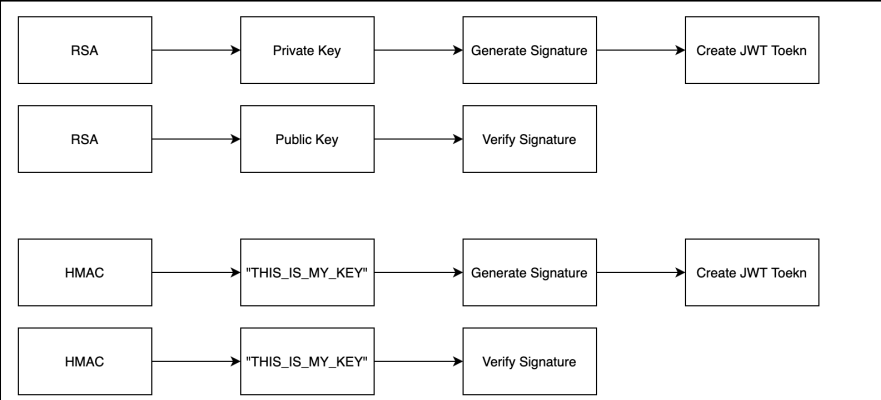 RSA
Private Key
Generate Signature
Create JWT Toekn
RSA
Public Key
Verify Signature
HMAC
"THIS_IS_MY_KEY"
Generate Signature
Create JWT Toekn
HMAC
"THIS_IS_MY_KEY"
Verify Signature